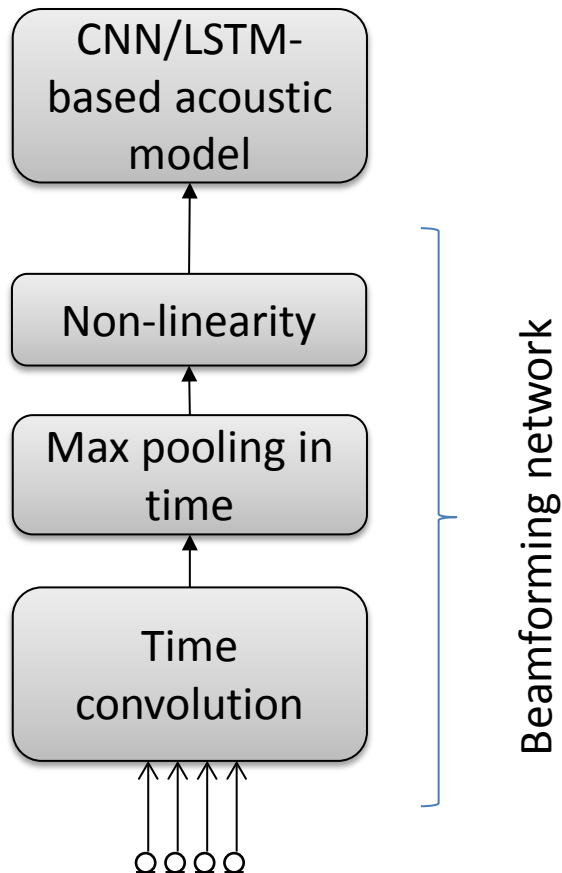 CNN/LSTM-
based acoustic
model
Non-linearity
Max pooling in
time
Time
convolution
Beamforming network